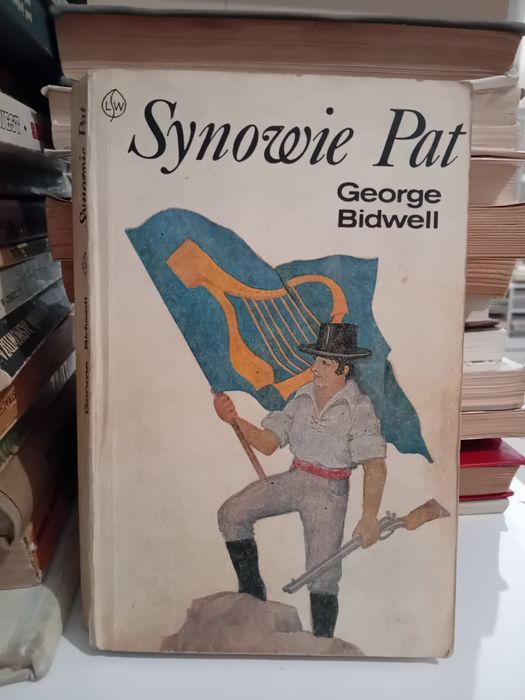 LSW
Synowie Pat
George
Bidwell
Synowie Pat
George Bidwell